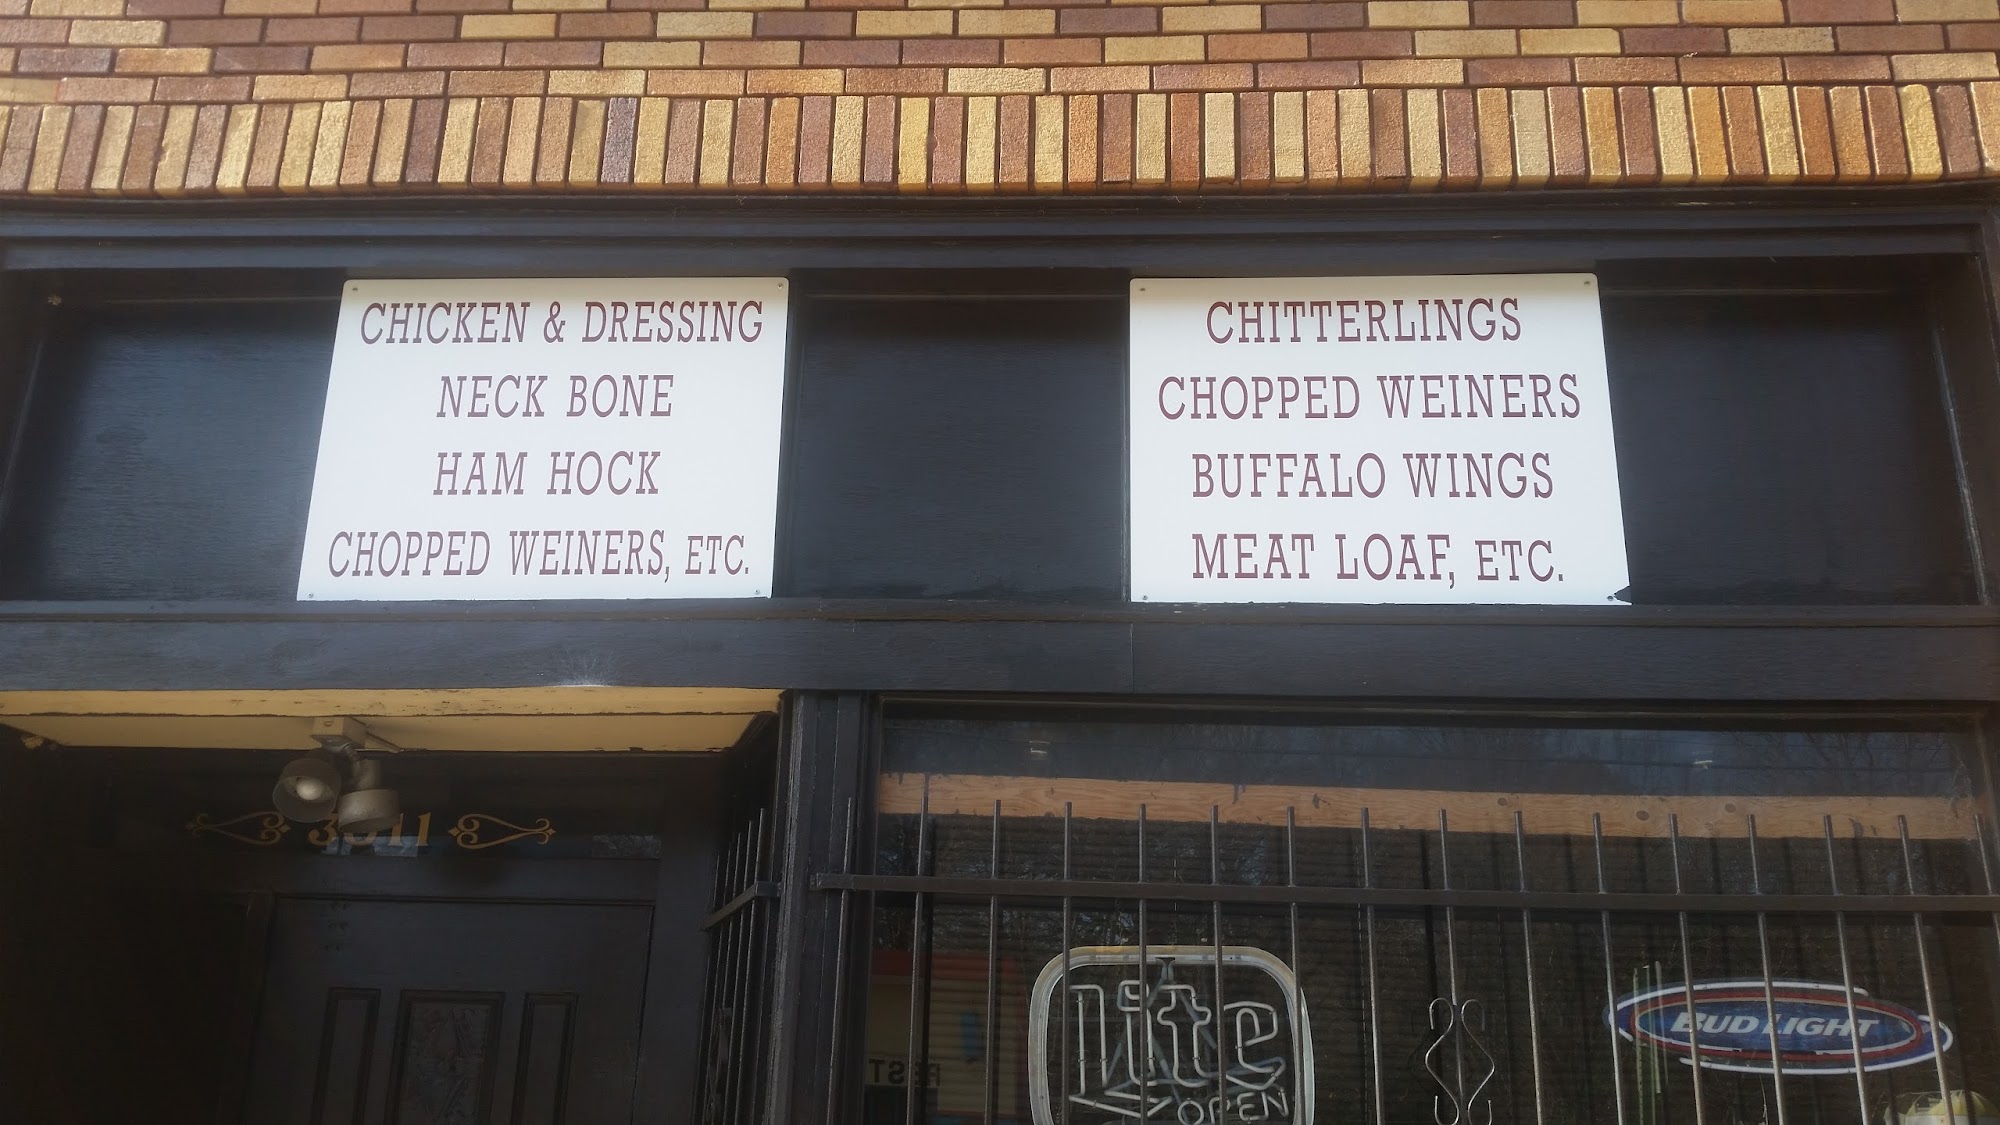 CHICKEN & DRESSING
NECK BONE
HAM HOCK
CHOPPED WEINERS, ETC.
CHITTERLINGS
CHOPPED WEINERS
BUFFALO WINGS
MEAT LOAF, ETC.
lite
OPEN
BUD LIGHT